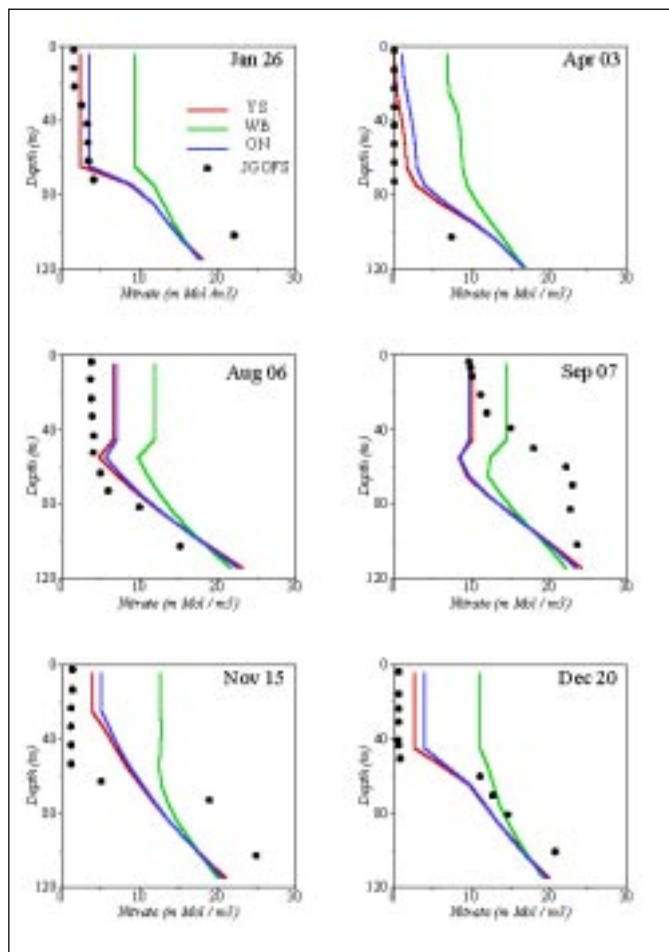 Jan 26
Apr 03
0
40
80
120
Depth (m)
YS
WB
ON
JGOFS
0 10 20 30
Nitrate (m Mol /m3)
0
40
80
120
Depth (m)
0 10 20 30
Nitrate (m Mol / m3)
Aug 06
Sep 07
0
40
80
120
Depth (m)
0 10 20 30
Nitrate (m Mol / m3)
0
40
80
120
Depth (m)
0 10 20 30
Nitrate (m Mol / m3)
Nov 15
Dec 20
0
40
80
120
Depth (m)
0 10 20 30
Nitrate (m Mol / m3)
0
40
80
120
Depth (m)
0 10 20 30
Nitrate (m Mol / m3)